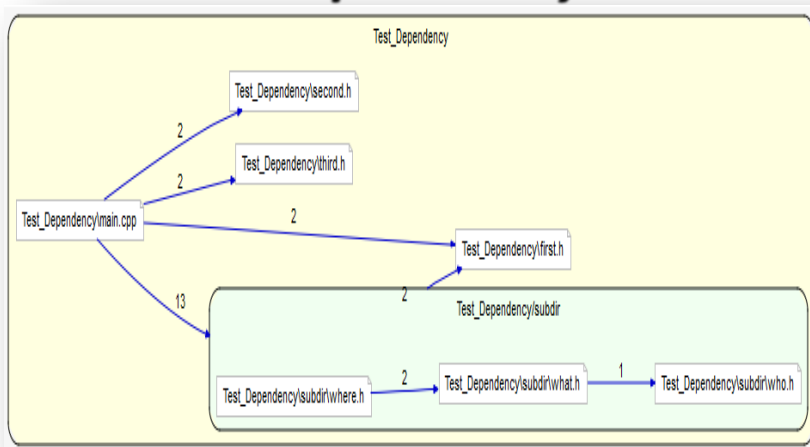 Test_Dependency
Test_Dependency\second.h
2
Test_Dependency\third.h
2
Test_Dependency\main.cpp
2
Test_Dependency\first.h
13
2
Test_Dependency/subdir
Test_Dependency\subdir\where.h
2
Test_Dependency\subdir\what.h
1
Test_Dependency\subdir\who.h